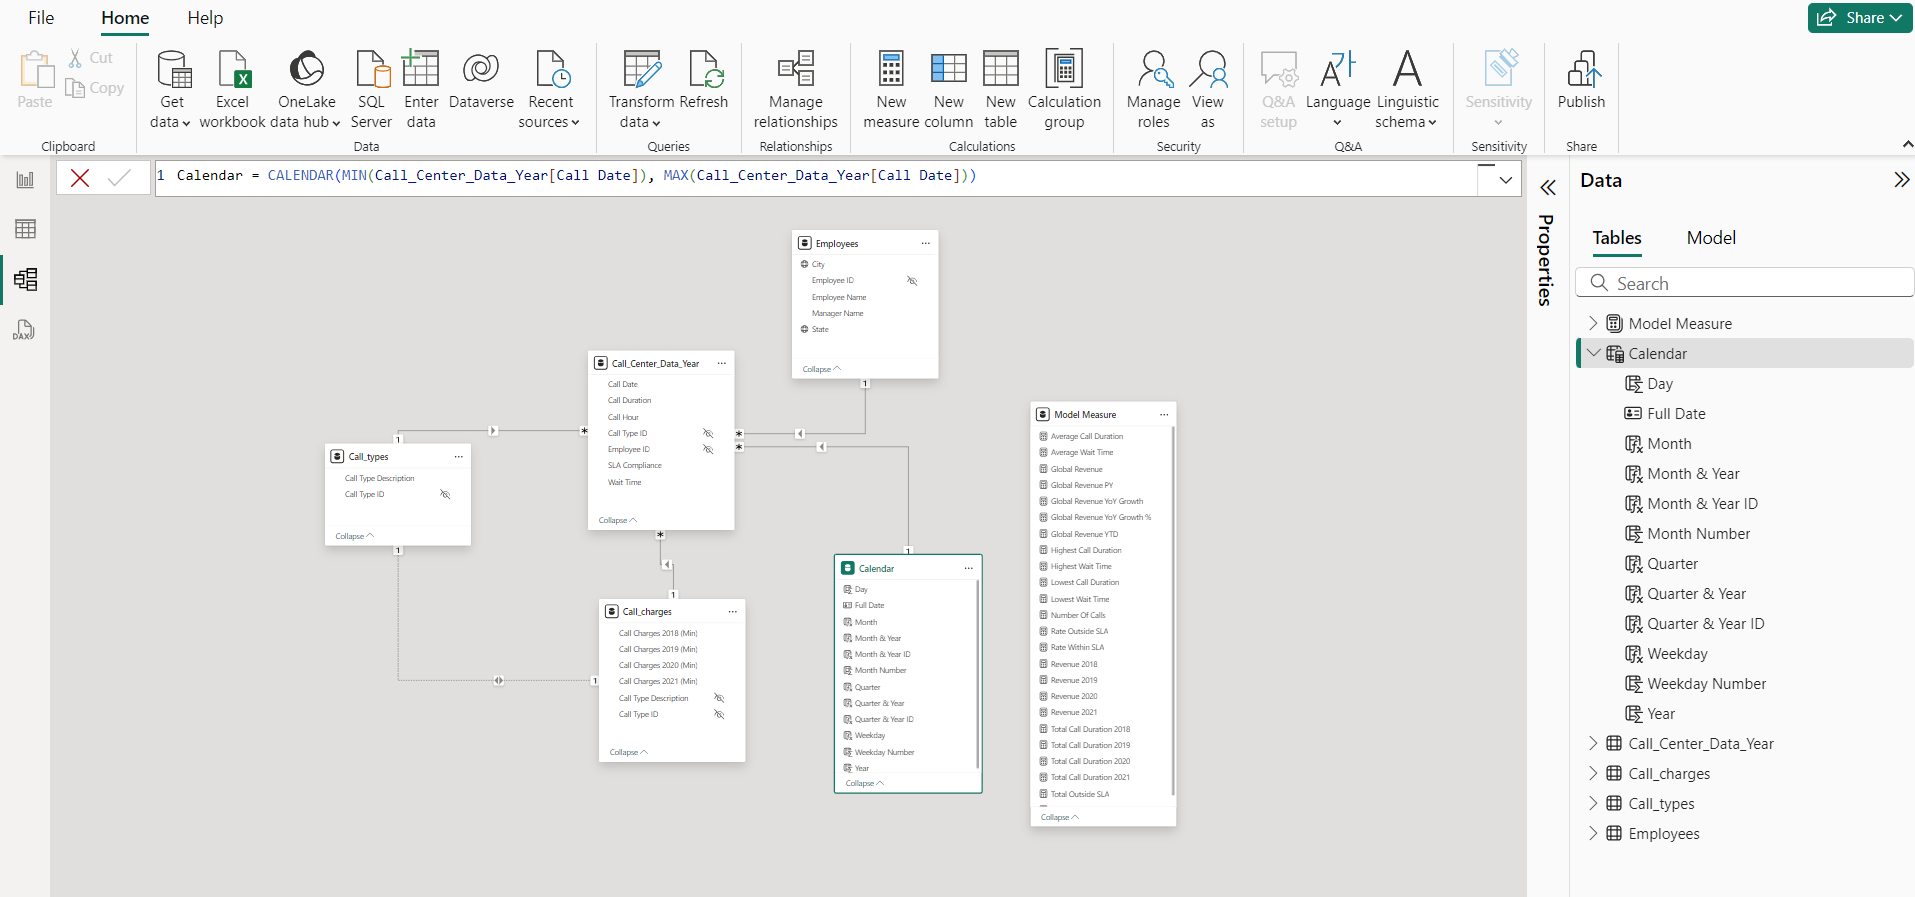 File
Home
Help
Share
Paste
Cut
Copy
Clipboard
Get data
Excel workbook
OneLake data hub
SQL Server
Enter data
Dataverse
Recent sources
Data
Transform data
Refresh
Queries
Manage relationships
Relationships
New measure
New column
New table
Calculation group
Calculations
Manage roles
View as
Security
Q&A setup
Language
Linguistic schema
Q&A
Sensitivity
Sensitivity
Publish
Share
DAX
1 Calendar = CALENDAR(MIN(Call_Center_Data_Year[Call Date]), MAX(Call_Center_Data_Year[Call Date]))
Employees
City
Employee ID
Employee Name
Manager Name
State
Collapse
1
Call_Center_Data_Year
Call Date
Call Duration
Call Hour
Call Type ID
Employee ID
SLA Compliance
Wait Time
Collapse
*
*
*
*
1
Call_types
Call Type Description
Call Type ID
Collapse
1
1
Call_charges
Call Charges 2018 (Min)
Call Charges 2019 (Min)
Call Charges 2020 (Min)
Call Charges 2021 (Min)
Call Type Description
Call Type ID
Collapse
1
1
Calendar
Day
Full Date
Month
Month & Year
Month & Year ID
Month Number
Quarter
Quarter & Year
Quarter & Year ID
Weekday
Weekday Number
Year
Collapse
Model Measure
Average Call Duration
Average Wait Time
Global Revenue
Global Revenue PY
Global Revenue YoY Growth
Global Revenue YoY Growth %
Global Revenue YTD
Highest Call Duration
Highest Wait Time
Lowest Call Duration
Lowest Wait Time
Number Of Calls
Rate Outside SLA
Rate Within SLA
Revenue 2018
Revenue 2019
Revenue 2020
Revenue 2021
Total Call Duration 2018
Total Call Duration 2019
Total Call Duration 2020
Total Call Duration 2021
Total Outside SLA
Collapse
Properties
Data
Tables
Model
Search
Model Measure
Calendar
Day
Full Date
Month
Month & Year
Month & Year ID
Month Number
Quarter
Quarter & Year
Quarter & Year ID
Weekday
Weekday Number
Year
Call_Center_Data_Year
Call_charges
Call_types
Employees